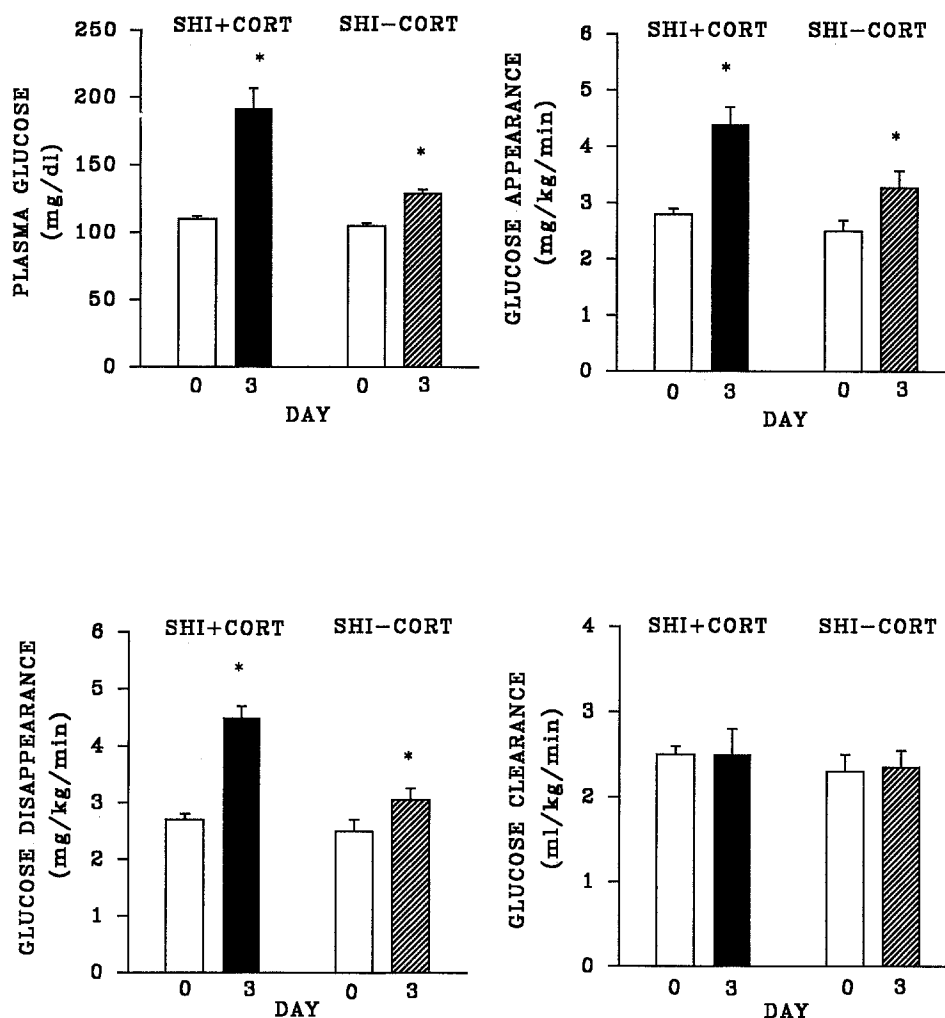 SHI+CORT SHI-CORT
*
*
PLASMA GLUCOSE
(mg/dl)
250
200
150
100
50
0
0 3 0 3
DAY
SHI+CORT SHI-CORT
*
*
GLUCOSE APPEARANCE
(mg/kg/min)
6
5
4
3
2
1
0
0 3 0 3
DAY
SHI+CORT SHI-CORT
*
*
GLUCOSE DISAPPEARANCE
(mg/kg/min)
6
5
4
3
2
1
0
0 3 0 3
DAY
SHI+CORT SHI-CORT
GLUCOSE CLEARANCE
(ml/kg/min)
4
3
2
1
0
0 3 0 3
DAY